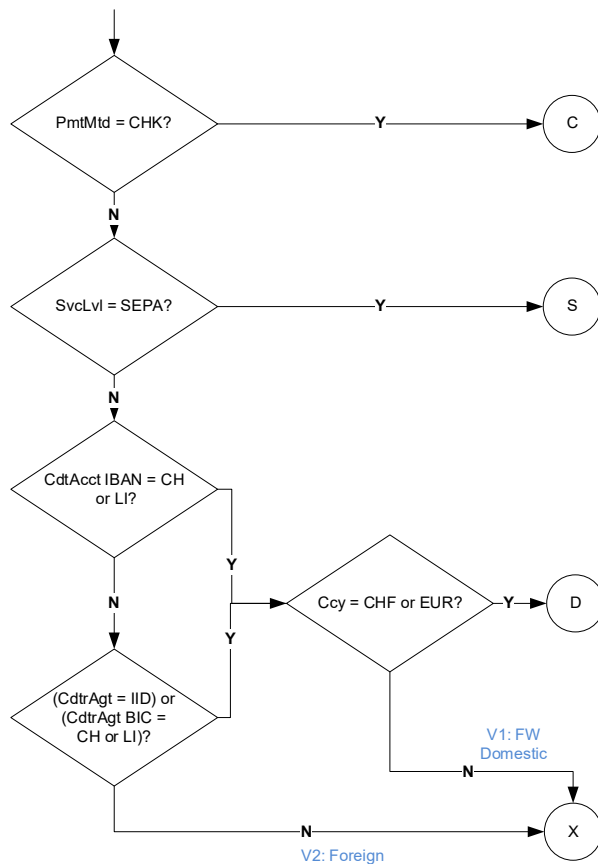 PmtMtd = CHK?
Y
C
N
SvcLvl = SEPA?
Y
S
N
CdtAcct IBAN = CH
or LI?
Y
Ccy = CHF or EUR?
Y
D
N
Y
(CdtrAgt = IID) or
(CdtrAgt BIC =
CH or LI)?
V1: FW
Domestic
N
X
N
V2: Foreign